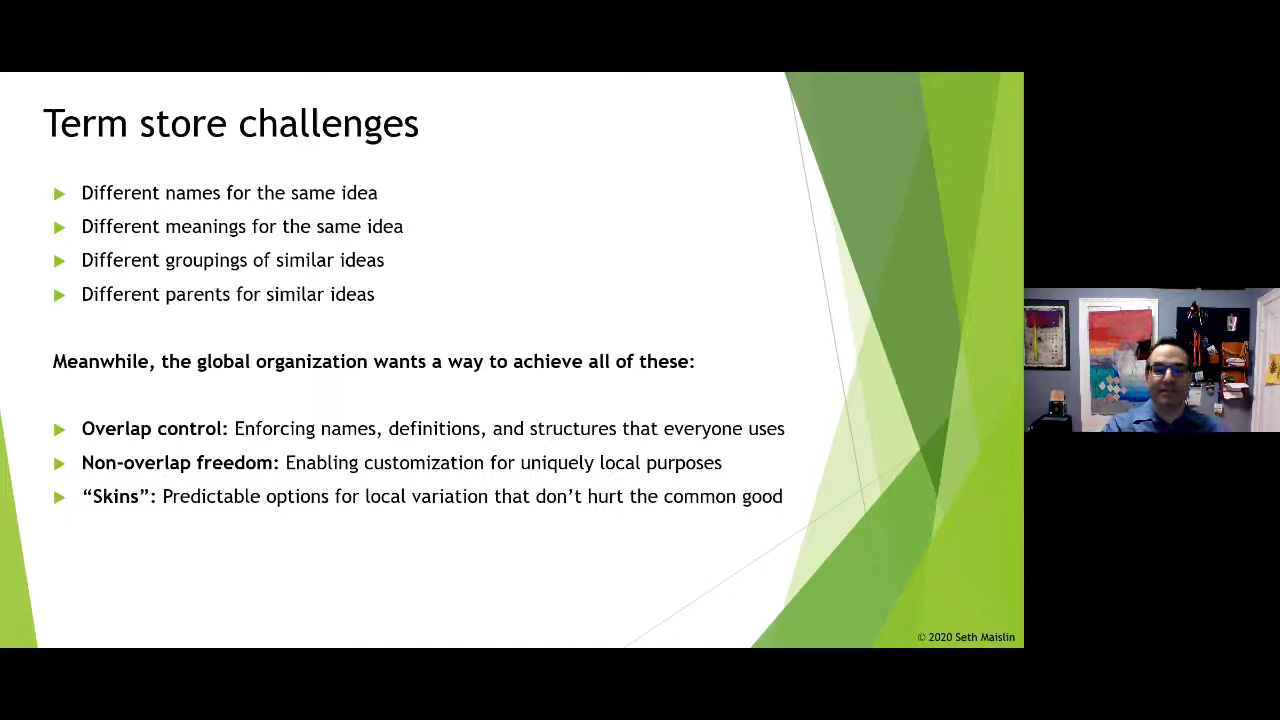 Term store challenges
Different names for the same idea
Different meanings for the same idea
Different groupings of similar ideas
Different parents for similar ideas
Meanwhile, the global organization wants a way to achieve all of these:
Overlap control: Enforcing names, definitions, and structures that everyone uses
Non-overlap freedom: Enabling customization for uniquely local purposes
“Skins”: Predictable options for local variation that don’t hurt the common good
© 2020 Seth Maislin